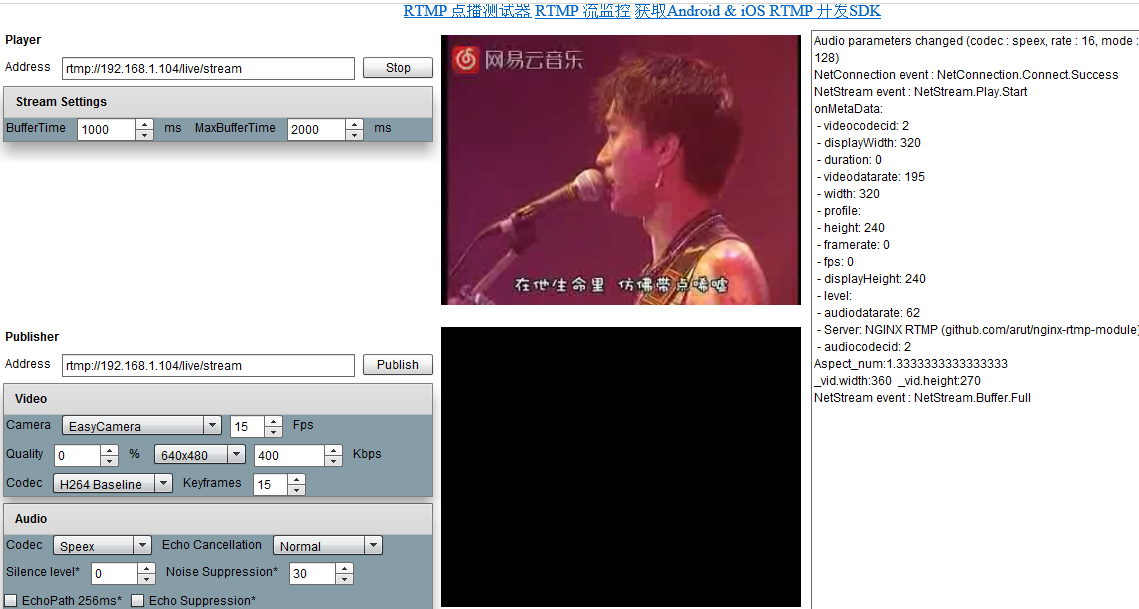 RTMP 点播测试器 RTMP 流监控 获取Android & iOS RTMP 开发SDK
Player
Address rtmp://192.168.1.104/live/stream Stop
Stream Settings
BufferTime 1000 ms MaxBufferTime 2000 ms
网易云音乐
在他生命里 仿佛带点唏嘘
Publisher
Address rtmp://192.168.1.104/live/stream Publish
Video
Camera EasyCamera 15 Fps
Quality 0 % 640x480 400 Kbps
Codec H264 Baseline Keyframes 15
Audio
Codec Speex Echo Cancellation Normal
Silence level* 0 Noise Suppression* 30
EchoPath 256ms* Echo Suppression*
Audio parameters changed (codec : speex, rate : 16, mode :
128)
NetConnection event : NetConnection.Connect.Success
NetStream event : NetStream.Play.Start
onMetaData:
- videocodecid: 2
- displayWidth: 320
- duration: 0
- videodatarate: 195
- width: 320
- profile:
- height: 240
- framerate: 0
- fps: 0
- displayHeight: 240
- level:
- audiodatarate: 62
- Server: NGINX RTMP (github.com/arut/nginx-rtmp-module)
- audiocodecid: 2
Aspect_num:1.3333333333333333
_vid.width:360 _vid.height:270
NetStream event : NetStream.Buffer.Full